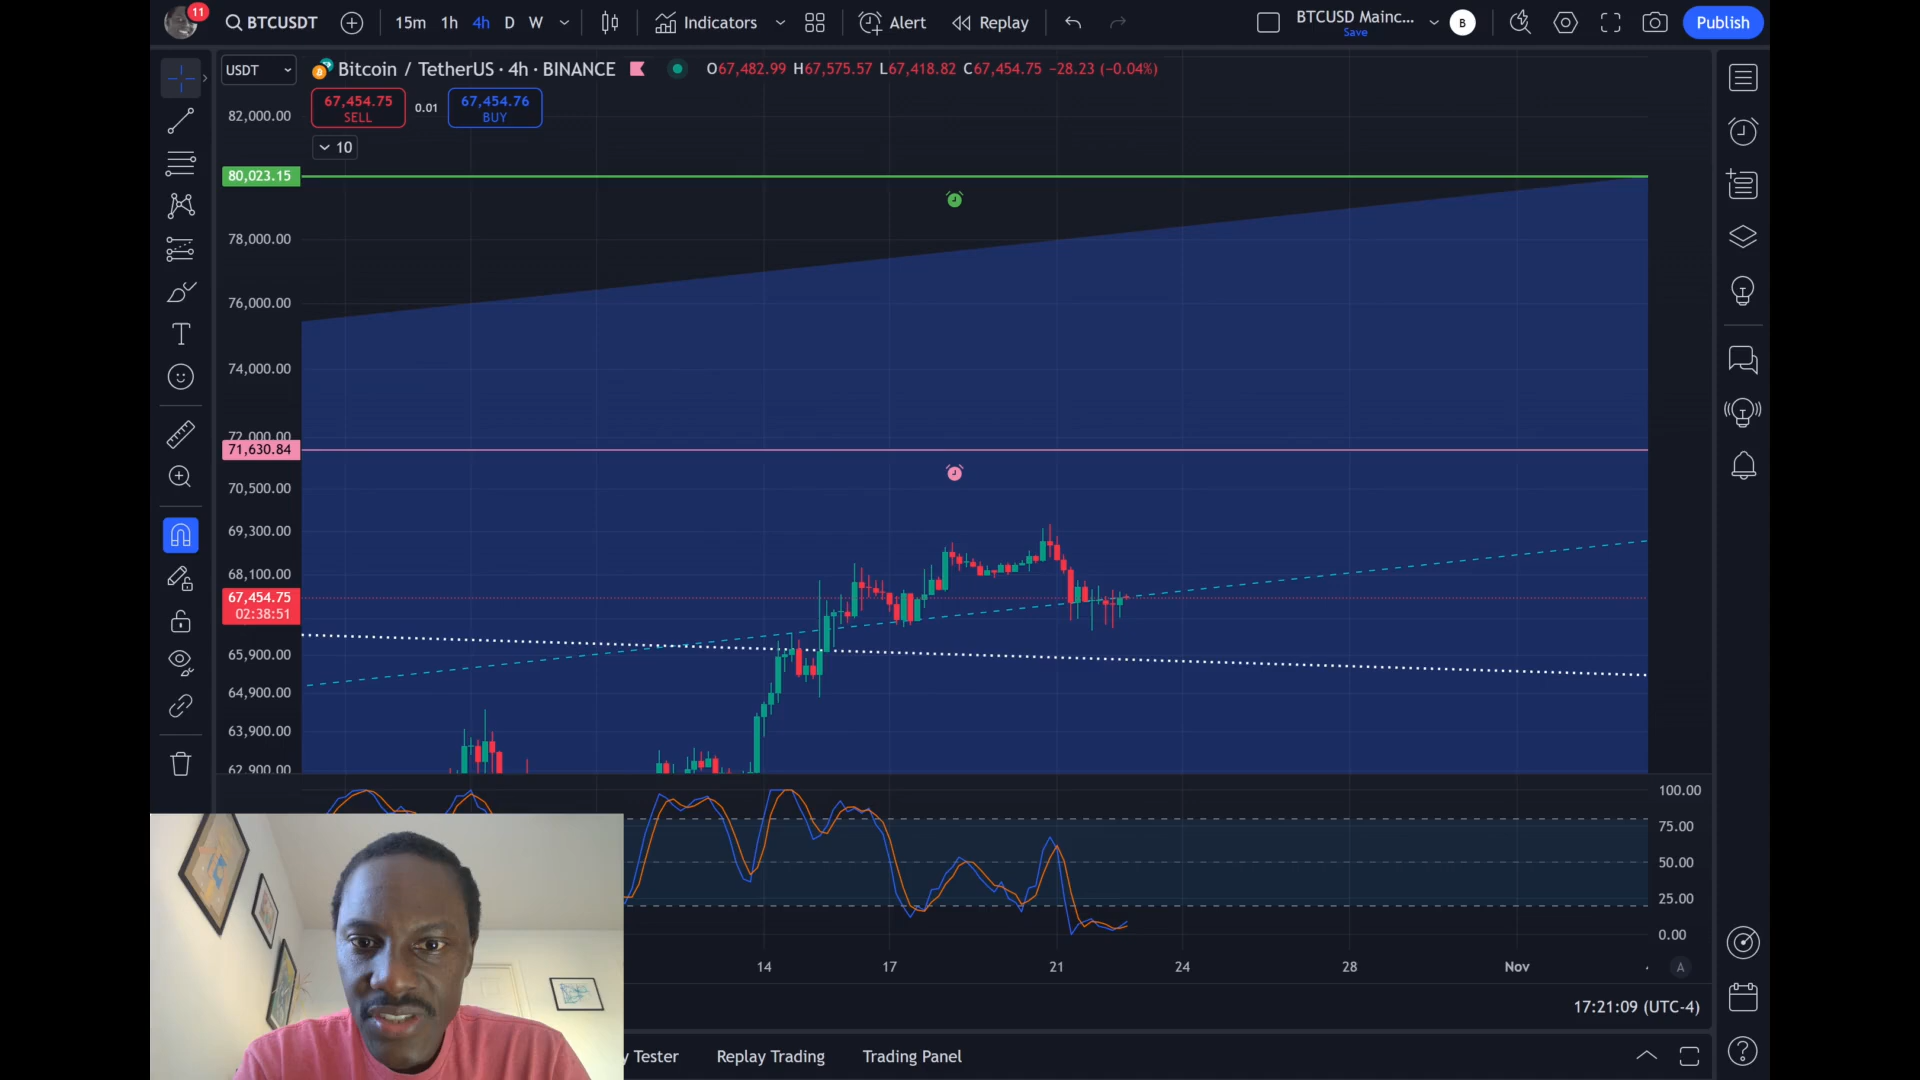 11
BTCUSDT
15m 1h 4h D W
Indicators
Alert
Replay
BTCUSD Mainc...
Save
B
Publish
USDT
Bitcoin / TetherUS · 4h · BINANCE
O67,482.99 H67,575.57 L67,418.82 C67,454.75 −28.23 (−0.04%)
67,454.75
SELL
0.01
67,454.76
BUY
10
82,000.00
80,023.15
78,000.00
76,000.00
74,000.00
72,000.00
71,630.84
70,500.00
69,300.00
68,100.00
67,454.75
02:38:51
65,900.00
64,900.00
63,900.00
62,900.00
100.00
75.00
50.00
25.00
0.00
14 17 21 24 28 Nov
A
17:21:09 (UTC-4)
y Tester
Replay Trading
Trading Panel